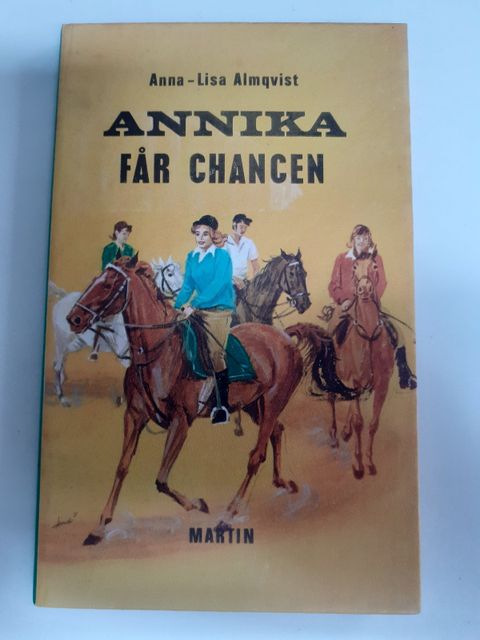 Anna-Lisa Almqvist
ANNIKA
FÅR CHANCEN
MARTIN